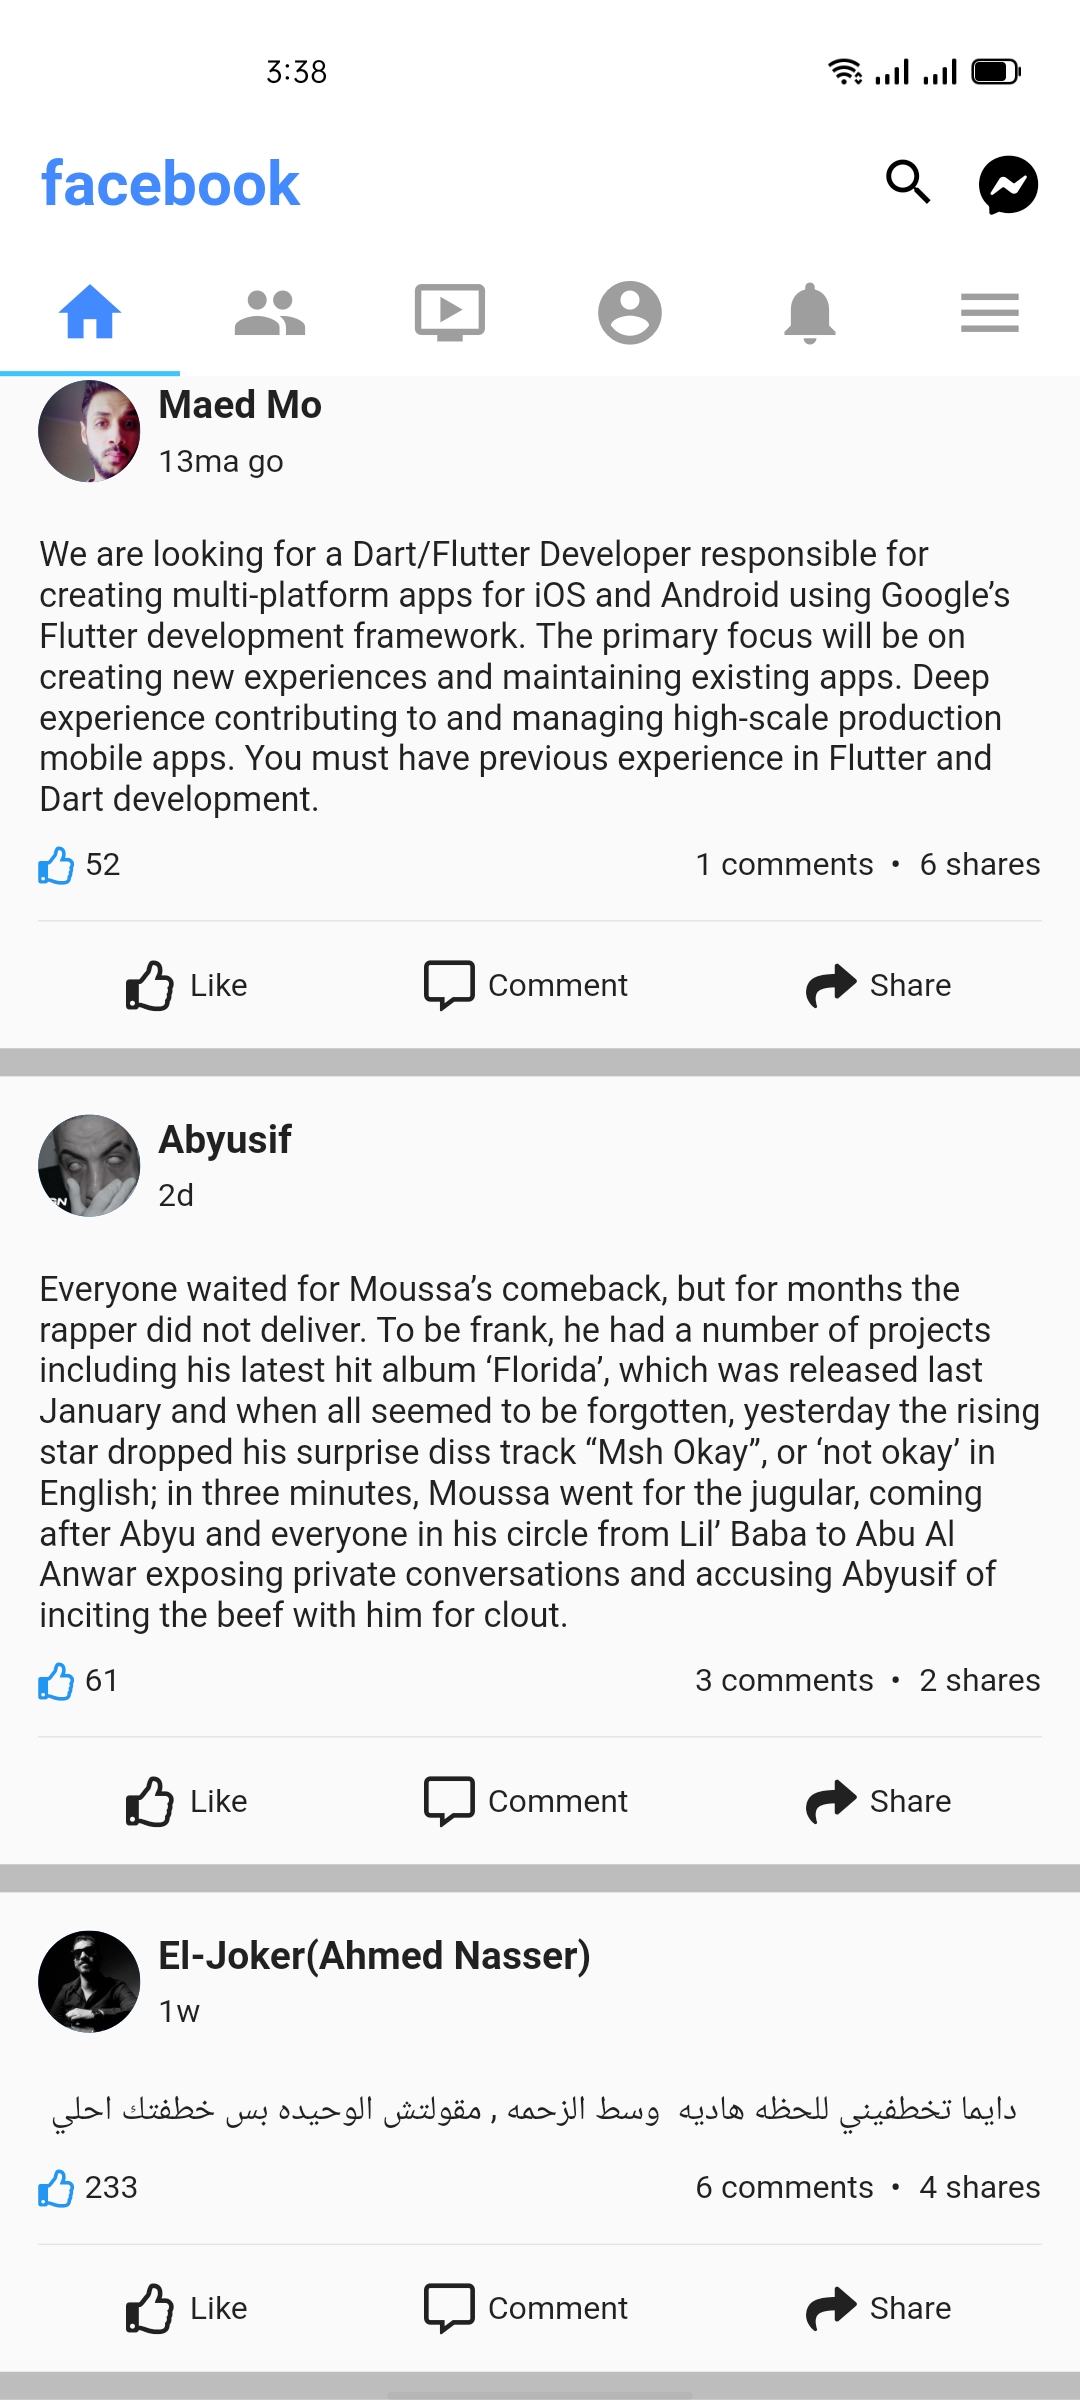 3:38
facebook
Maed Mo
13ma go
We are looking for a Dart/Flutter Developer responsible for
creating multi-platform apps for iOS and Android using Google’s
Flutter development framework. The primary focus will be on
creating new experiences and maintaining existing apps. Deep
experience contributing to and managing high-scale production
mobile apps. You must have previous experience in Flutter and
Dart development.
52 1 comments • 6 shares
Like Comment Share
Abyusif
2d
Everyone waited for Moussa’s comeback, but for months the
rapper did not deliver. To be frank, he had a number of projects
including his latest hit album ‘Florida’, which was released last
January and when all seemed to be forgotten, yesterday the rising
star dropped his surprise diss track “Msh Okay”, or ‘not okay’ in
English; in three minutes, Moussa went for the jugular, coming
after Abyu and everyone in his circle from Lil’ Baba to Abu Al
Anwar exposing private conversations and accusing Abyusif of
inciting the beef with him for clout.
61 3 comments • 2 shares
Like Comment Share
El-Joker(Ahmed Nasser)
1w
دايما تخطفيني للحظه هاديه  وسط الزحمه , مقولتش الوحيده بس خطفتك احلي
233 6 comments • 4 shares
Like Comment Share